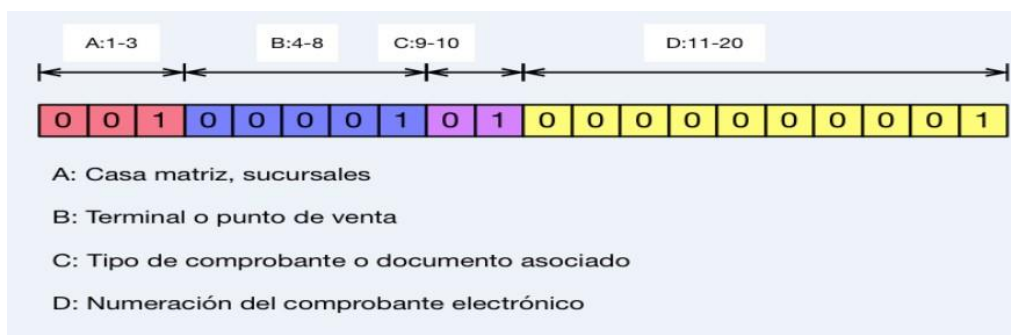 A:1-3 B:4-8 C:9-10 D:11-20
0 0 1 0 0 0 0 1 0 1 0 0 0 0 0 0 0 0 0 1
A: Casa matriz, sucursales
B: Terminal o punto de venta
C: Tipo de comprobante o documento asociado
D: Numeración del comprobante electrónico